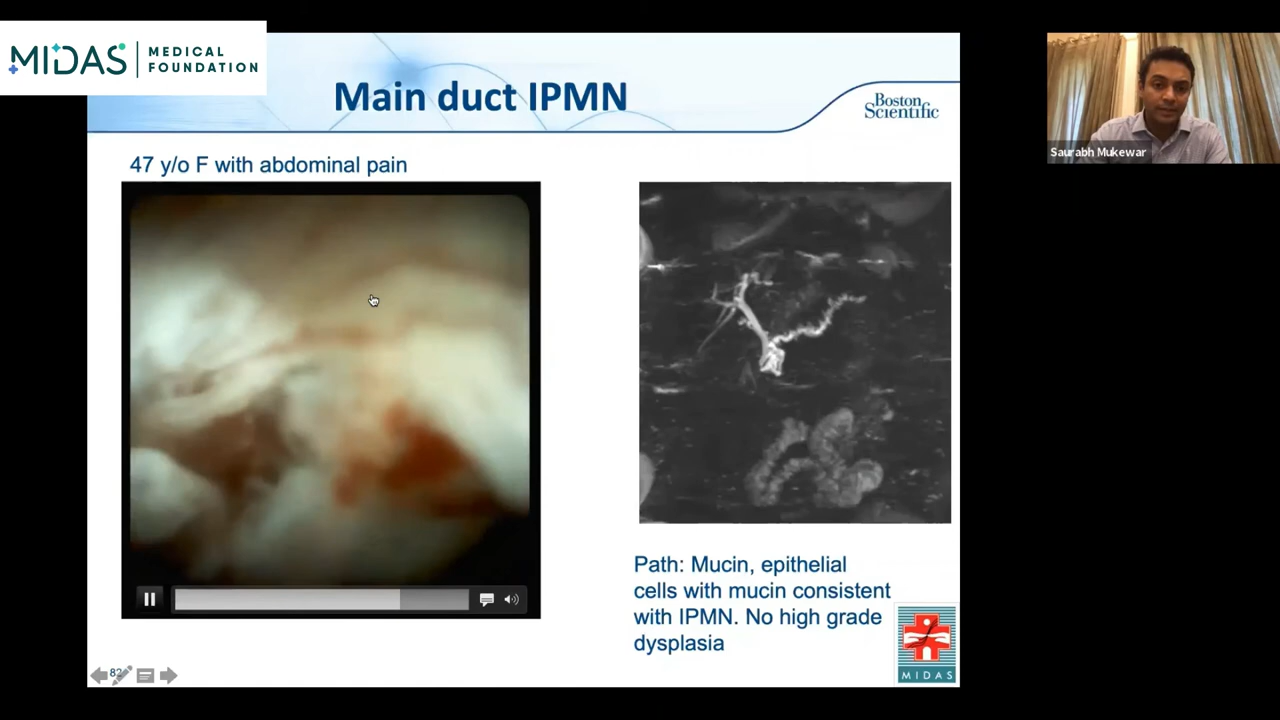 MIDAS MEDICAL FOUNDATION
Main duct IPMN
Boston Scientific
47 y/o F with abdominal pain
Saurabh Mukewar
Path: Mucin, epithelial
cells with mucin consistent
with IPMN. No high grade
dysplasia
MIDAS
82